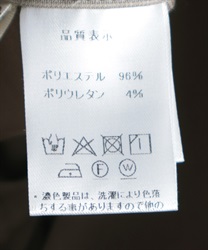 品質表示
ポリエステル 96%
ポリウレタン 4%
F W
・濃色製品は、洗濯により色落
ちする事がありますので他の